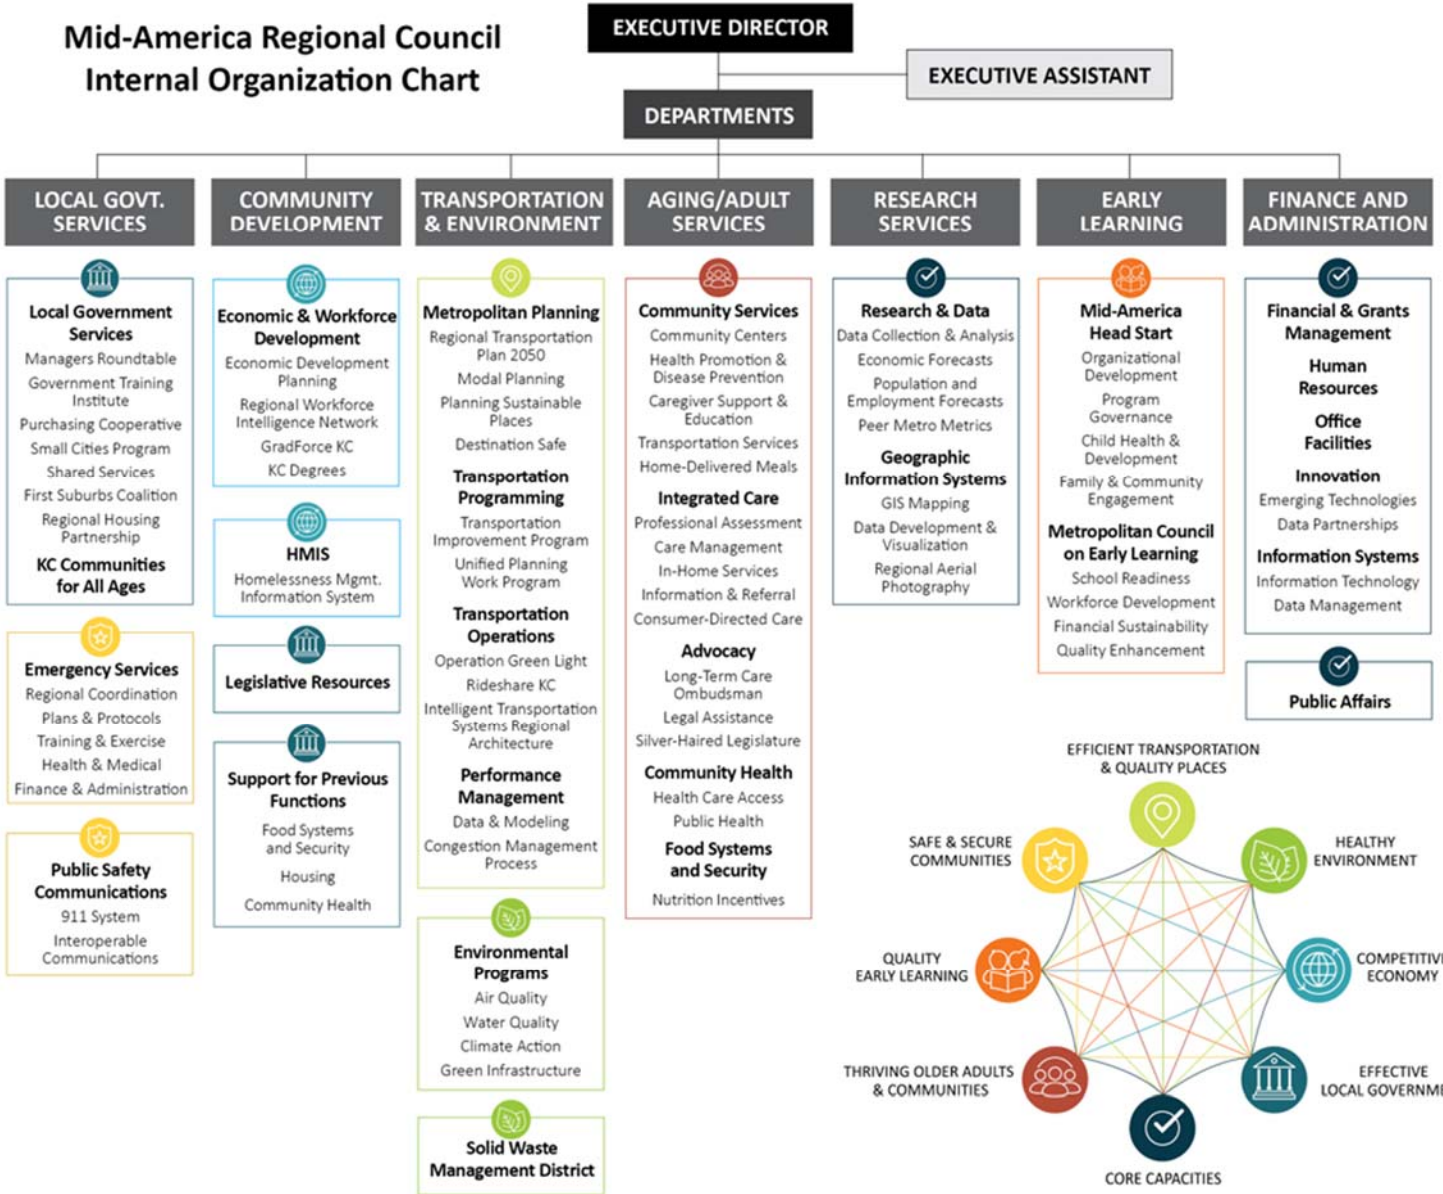 Mid-America Regional Council
Internal Organization Chart
EXECUTIVE DIRECTOR
EXECUTIVE ASSISTANT
DEPARTMENTS
LOCAL GOVT.
SERVICES
Local Government
Services
Managers Roundtable
Government Training
Institute
Purchasing Cooperative
Small Cities Program
Shared Services
First Suburbs Coalition
Regional Housing
Partnership
KC Communities
for All Ages
Emergency Services
Regional Coordination
Plans & Protocols
Training & Exercise
Health & Medical
Finance & Administration
Public Safety
Communications
911 System
Interoperable
Communications
COMMUNITY
DEVELOPMENT
Economic & Workforce
Development
Economic Development
Planning
Regional Workforce
Intelligence Network
GradForce KC
KC Degrees
HMIS
Homelessness Mgmt.
Information System
Legislative Resources
Support for Previous
Functions
Food Systems
and Security
Housing
Community Health
TRANSPORTATION
& ENVIRONMENT
Metropolitan Planning
Regional Transportation
Plan 2050
Modal Planning
Planning Sustainable
Places
Destination Safe
Transportation
Programming
Transportation
Improvement Program
Unified Planning
Work Program
Transportation
Operations
Operation Green Light
Rideshare KC
Intelligent Transportation
Systems Regional
Architecture
Performance
Management
Data & Modeling
Congestion Management
Process
Environmental
Programs
Air Quality
Water Quality
Climate Action
Green Infrastructure
Solid Waste
Management District
AGING/ADULT
SERVICES
Community Services
Community Centers
Health Promotion &
Disease Prevention
Caregiver Support &
Education
Transportation Services
Home-Delivered Meals
Integrated Care
Professional Assessment
Care Management
In-Home Services
Information & Referral
Consumer-Directed Care
Advocacy
Long-Term Care
Ombudsman
Legal Assistance
Silver-Haired Legislature
Community Health
Health Care Access
Public Health
Food Systems
and Security
Nutrition Incentives
RESEARCH
SERVICES
Research & Data
Data Collection & Analysis
Economic Forecasts
Population and
Employment Forecasts
Peer Metro Metrics
Geographic
Information Systems
GIS Mapping
Data Development &
Visualization
Regional Aerial
Photography
EARLY
LEARNING
Mid-America
Head Start
Organizational
Development
Program
Governance
Child Health &
Development
Family & Community
Engagement
Metropolitan Council
on Early Learning
School Readiness
Workforce Development
Financial Sustainability
Quality Enhancement
FINANCE AND
ADMINISTRATION
Financial & Grants
Management
Human
Resources
Office
Facilities
Innovation
Emerging Technologies
Data Partnerships
Information Systems
Information Technology
Data Management
Public Affairs
EFFICIENT TRANSPORTATION
& QUALITY PLACES
SAFE & SECURE
COMMUNITIES
HEALTHY
ENVIRONMENT
QUALITY
EARLY LEARNING
COMPETITIVE
ECONOMY
THRIVING OLDER ADULTS
& COMMUNITIES
EFFECTIVE
LOCAL GOVERNME
CORE CAPACITIES